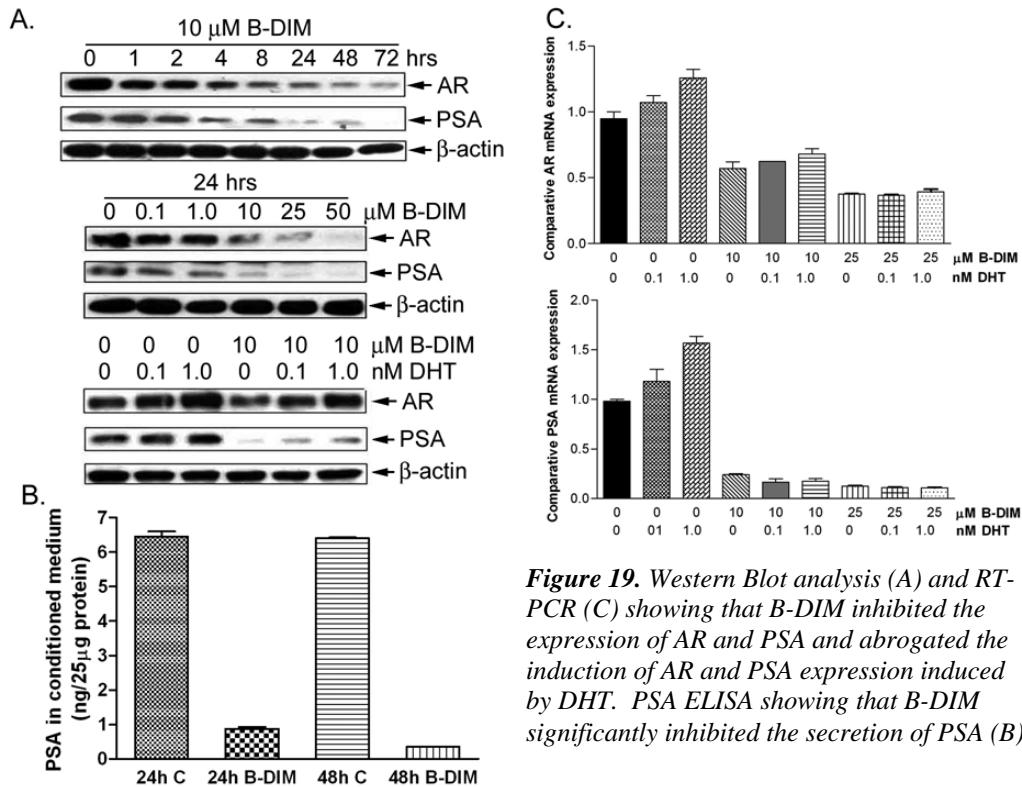 A.
10 µM B-DIM
0 1 2 4 8 24 48 72 hrs
AR
PSA
β-actin
24 hrs
0 0.1 1.0 10 25 50 µM B-DIM
AR
PSA
β-actin
0 0 0 10 10 10 µM B-DIM
0 0.1 1.0 0 0.1 1.0 nM DHT
AR
PSA
β-actin
B.
PSA in conditioned medium
(ng/25µg protein)
7
6
5
4
3
2
1
0
24h C 24h B-DIM 48h C 48h B-DIM
C.
Comparative AR mRNA expression
1.5
1.0
0.5
0.0
0 0 0 10 10 10 25 25 25 µM B-DIM
0 0.1 1.0 0 0.1 1.0 0 0.1 1.0 nM DHT
Comparative PSA mRNA expression
2.0
1.5
1.0
0.5
0.0
0 0 0 10 10 10 25 25 25 µM B-DIM
0 01 1.0 0 0.1 1.0 0 0.1 1.0 nM DHT
Figure 19. Western Blot analysis (A) and RT-
PCR (C) showing that B-DIM inhibited the
expression of AR and PSA and abrogated the
induction of AR and PSA expression induced
by DHT. PSA ELISA showing that B-DIM
significantly inhibited the secretion of PSA (B)